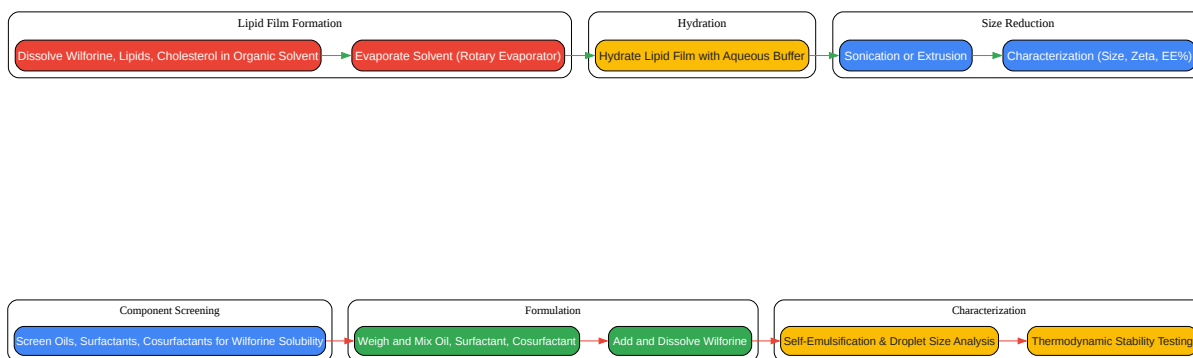 Lipid Film Formation
Dissolve Wilforine, Lipids, Cholesterol in Organic Solvent
Evaporate Solvent (Rotary Evaporator)
Hydration
Hydrate Lipid Film with Aqueous Buffer
Size Reduction
Sonication or Extrusion
Characterization (Size, Zeta, EE%)
Component Screening
Screen Oils, Surfactants, Cosurfactants for Wilforine Solubility
Formulation
Weigh and Mix Oil, Surfactant, Cosurfactant
Add and Dissolve Wilforine
Characterization
Self-Emulsification & Droplet Size Analysis
Thermodynamic Stability Testing